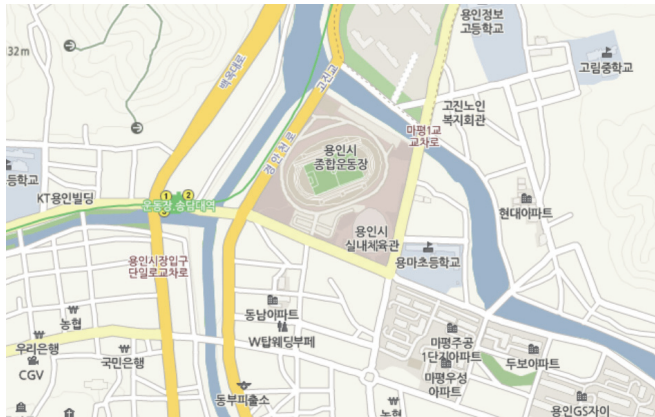 용인정보
고등학교
32m
고림중학교
백옥대로
고진교
고진노인
복지회관
마평1교
교차로
경안천로
용인시
종합운동장
등학교
KT용인빌딩
1
2
운동장.송담대역
현대아파트
용인시
실내체육관
용마초등학교
용인시장입구
단일로교차로
농협
동남아파트
W탑웨딩부페
우리은행
국민은행
CGV
마평주공
1단지아파트
두보아파트
마평우성
아파트
동부파출소
농협
용인GS자이